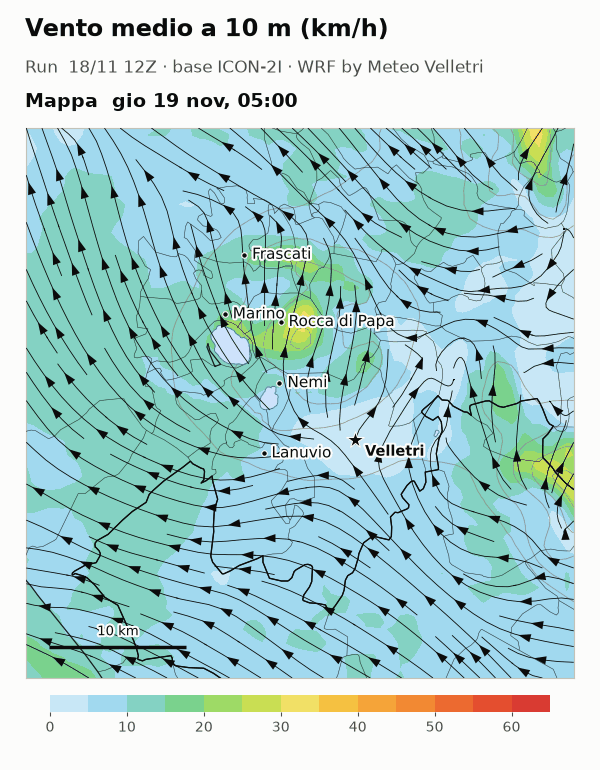 Vento medio a 10 m (km/h)
Run 18/11 12Z · base ICON-2I · WRF by Meteo Velletri
Mappa gio 19 nov, 05:00
Frascati
Marino
Rocca di Papa
Nemi
Velletri
Lanuvio
10 km
0 10 20 30 40 50 60